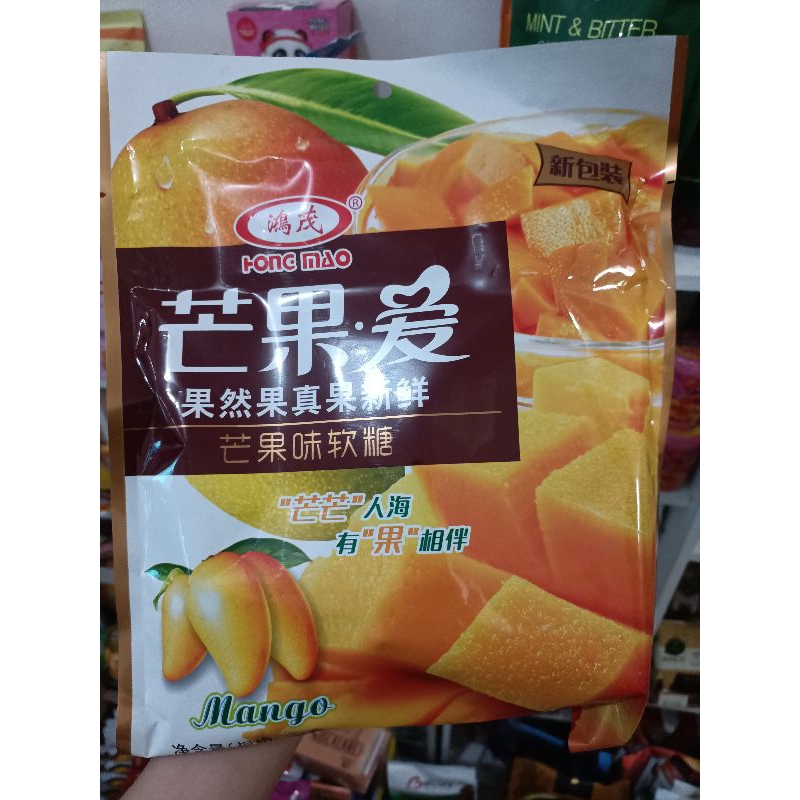 MINT & BITTER
新包装
鸿茂®
HONG MAO
芒果·爱
果然果真果新鲜
芒果味软糖
"芒芒"人海
有"果"相伴
Mango